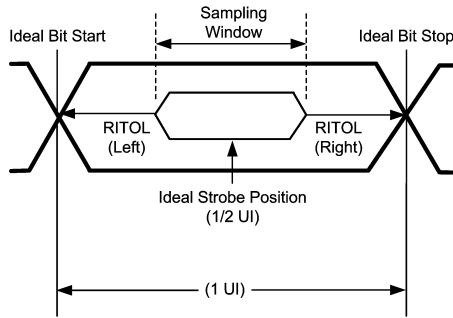 Sampling
Window
Ideal Bit Start
Ideal Bit Stop
RITOL
(Left)
RITOL
(Right)
Ideal Strobe Position
(1/2 UI)
(1 UI)